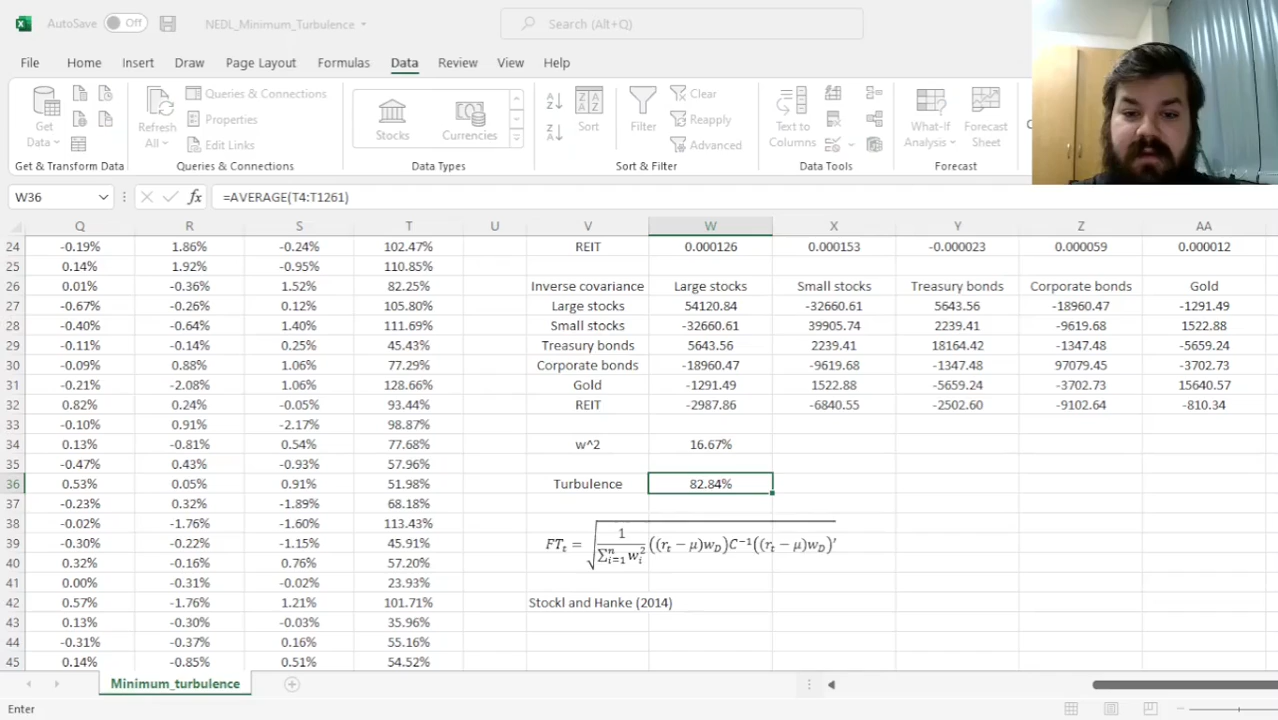 AutoSave Off NEDL_Minimum_Turbulence Search (Alt+Q)
File Home Insert Draw Page Layout Formulas Data Review View Help
Get Data Refresh All Queries & Connections Properties Edit Links Stocks Currencies Sort Filter Clear Reapply Advanced Text to Columns What-If Analysis Forecast Sheet
Get & Transform Data Queries & Connections Data Types Sort & Filter Data Tools Forecast
W36 fx =AVERAGE(T4:T1261)
Q R S T U V W X Y Z AA
24 -0.19% 1.86% -0.24% 102.47% REIT 0.000126 0.000153 -0.000023 0.000059 0.000012
25 0.14% 1.92% -0.95% 110.85%
26 0.01% -0.36% 1.52% 82.25% Inverse covariance Large stocks Small stocks Treasury bonds Corporate bonds Gold
27 -0.67% -0.26% 0.12% 105.80% Large stocks 54120.84 -32660.61 5643.56 -18960.47 -1291.49
28 -0.40% -0.64% 1.40% 111.69% Small stocks -32660.61 39905.74 2239.41 -9619.68 1522.88
29 -0.11% -0.14% 0.25% 45.43% Treasury bonds 5643.56 2239.41 18164.42 -1347.48 -5659.24
30 -0.09% 0.88% 1.06% 77.29% Corporate bonds -18960.47 -9619.68 -1347.48 97079.45 -3702.73
31 -0.21% -2.08% 1.06% 128.66% Gold -1291.49 1522.88 -5659.24 -3702.73 15640.57
32 0.82% 0.24% -0.05% 93.44% REIT -2987.86 -6840.55 -2502.60 -9102.64 -810.34
33 -0.10% 0.91% -2.17% 98.87%
34 0.13% -0.81% 0.54% 77.68% w^2 16.67%
35 -0.47% 0.43% -0.93% 57.96%
36 0.53% 0.05% 0.91% 51.98% Turbulence 82.84%
37 -0.23% 0.32% -1.89% 68.18%
38 -0.02% -1.76% -1.60% 113.43%
39 -0.30% -0.22% -1.15% 45.91% FTₜ = √(1/∑ⁿᵢ₌₁ wᵢ² ((rₜ − μ)w_D)C⁻¹((rₜ − μ)w_D)′
40 0.32% -0.16% 0.76% 57.20%
41 0.00% -0.31% -0.02% 23.93%
42 0.57% -1.76% 1.21% 101.71% Stockl and Hanke (2014)
43 0.13% -0.30% -0.03% 35.96%
44 -0.31% -0.37% 0.16% 55.16%
45 0.14% -0.85% 0.51% 54.52%
Minimum_turbulence
Enter